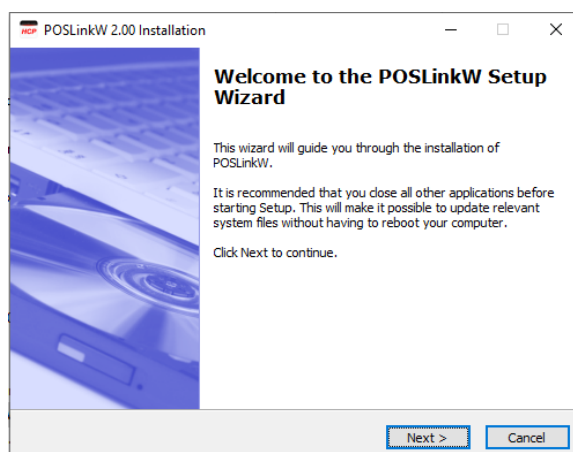 HCP POSLinkW 2.00 Installation
Welcome to the POSLinkW Setup
Wizard
This wizard will guide you through the installation of
POSLinkW.
It is recommended that you close all other applications before
starting Setup. This will make it possible to update relevant
system files without having to reboot your computer.
Click Next to continue.
Next >
Cancel